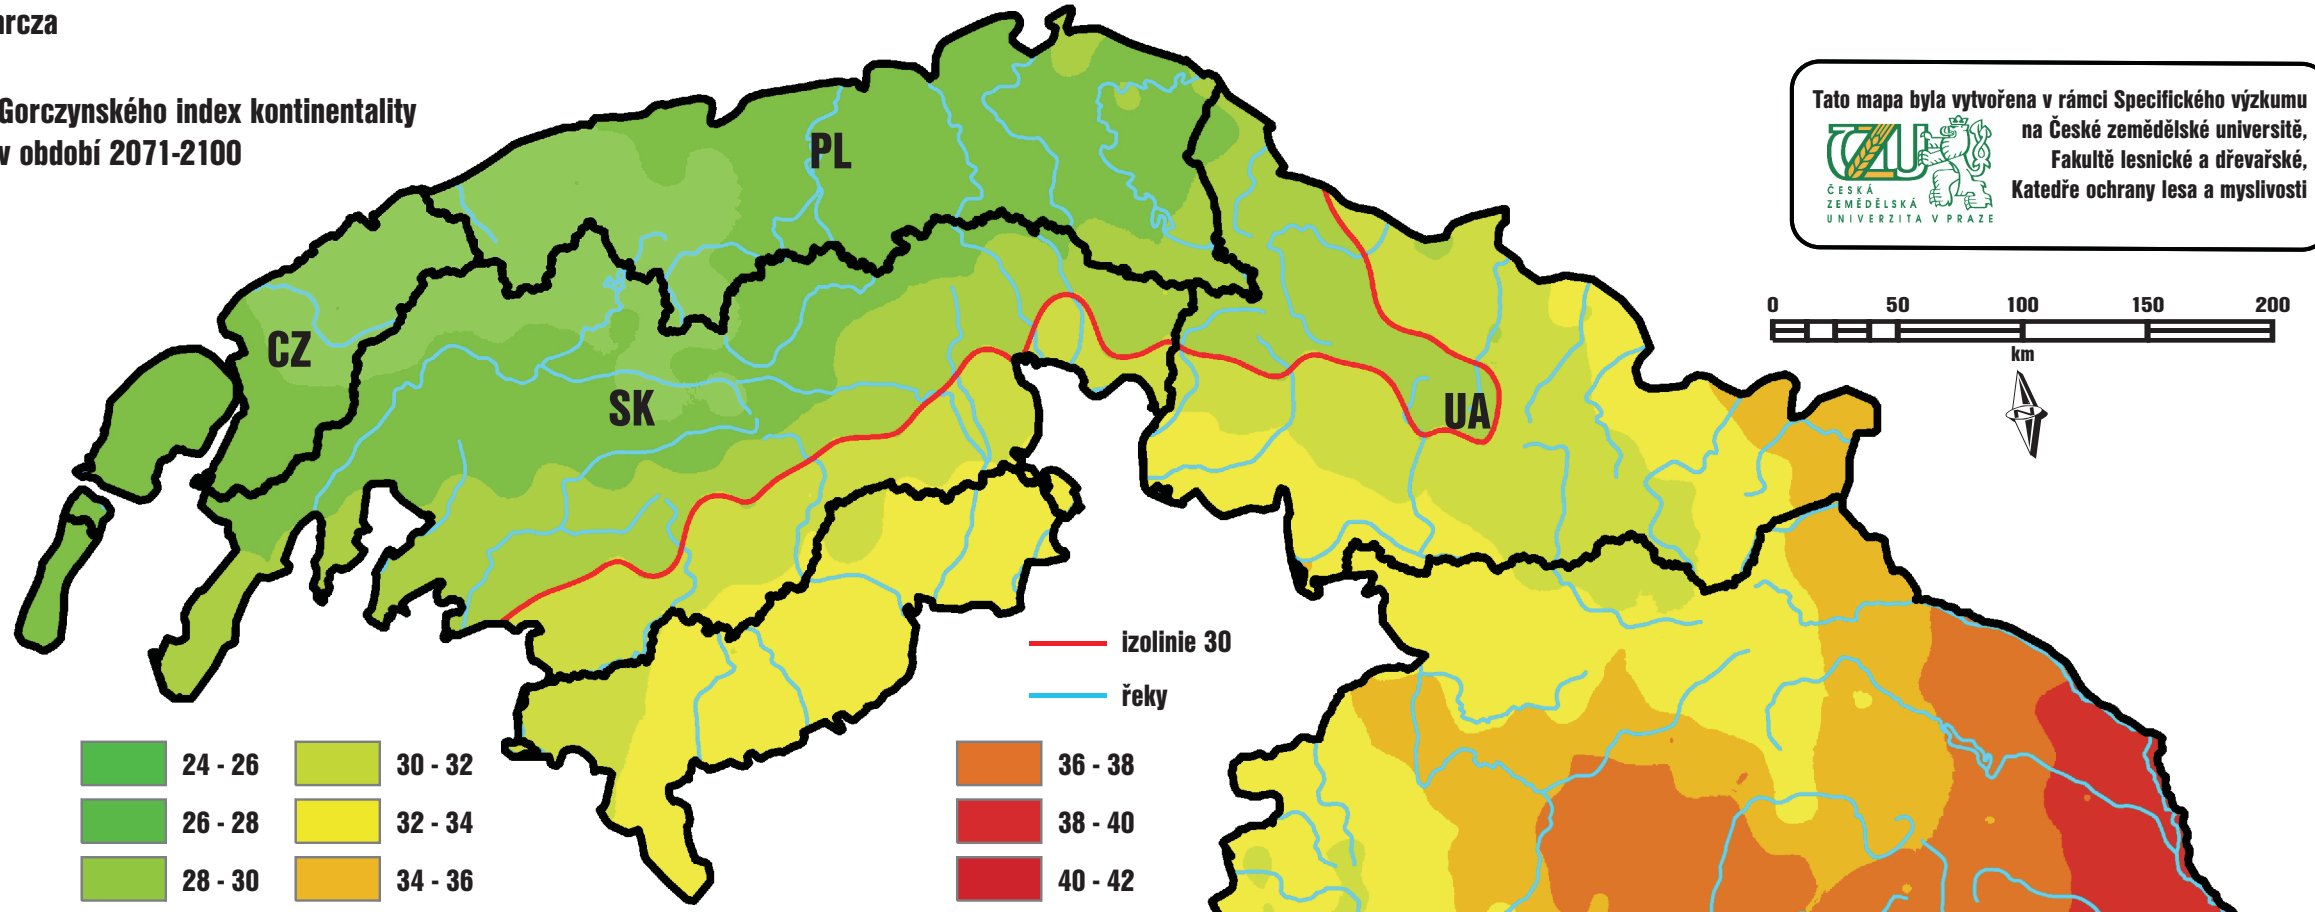 Gorczynského index kontinentality
v období 2071-2100
Tato mapa byla vytvořena v rámci Specifického výzkumu
na České zemědělské universitě,
Fakultě lesnické a dřevařské,
Katedře ochrany lesa a myslivosti
ČZU
ČESKÁ
ZEMĚDĚLSKÁ
UNIVERZITA V PRAZE
0 50 100 150 200
km
N
PL
CZ
SK
UA
izolinie 30
řeky
24 - 26
26 - 28
28 - 30
30 - 32
32 - 34
34 - 36
36 - 38
38 - 40
40 - 42